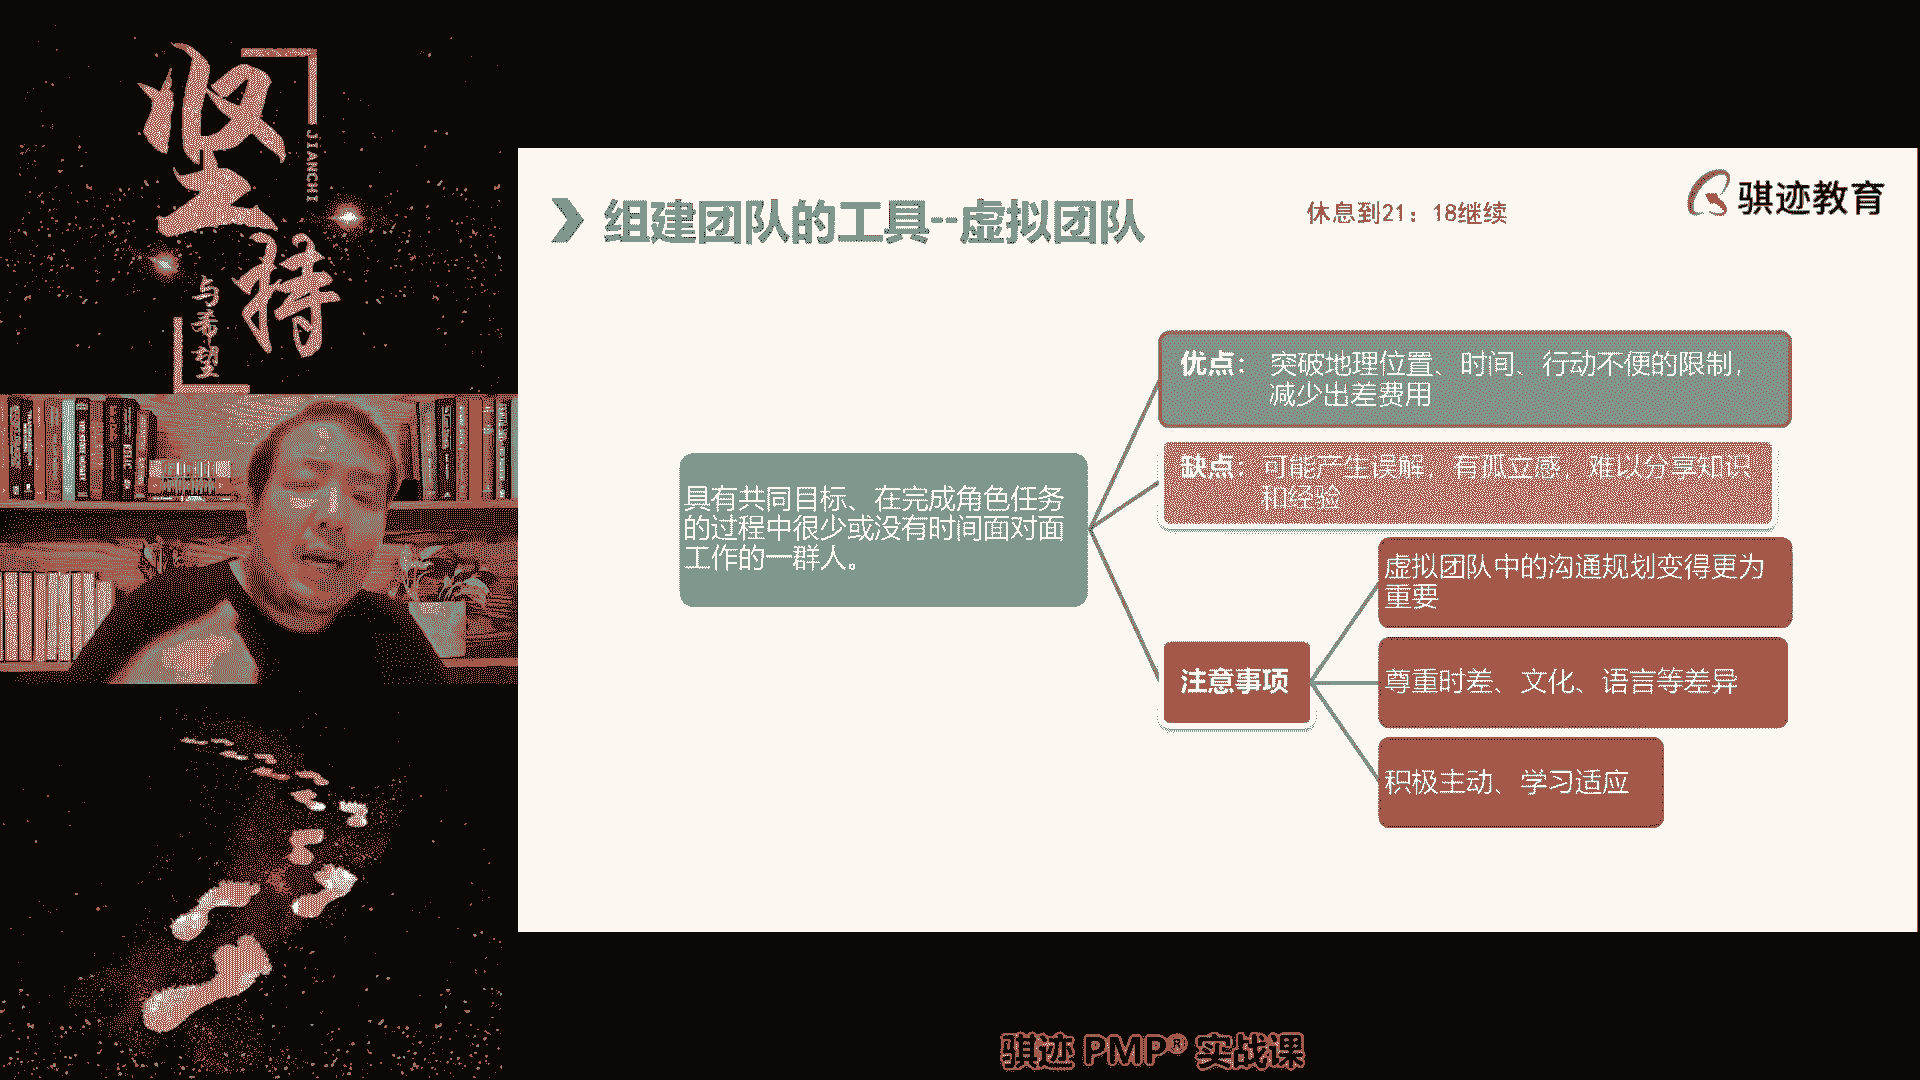 坚持
JIANCHI
与希望
组建团队的工具--虚拟团队
休息到21：18继续
骐迹教育
具有共同目标、在完成角色任务
的过程中很少或没有时间面对面
工作的一群人。
优点： 突破地理位置、时间、行动不便的限制，
减少出差费用
缺点：可能产生误解，有孤立感，难以分享知识
和经验
注意事项
虚拟团队中的沟通规划变得更为
重要
尊重时差、文化、语言等差异
积极主动、学习适应
骐迹 PMP® 实战课